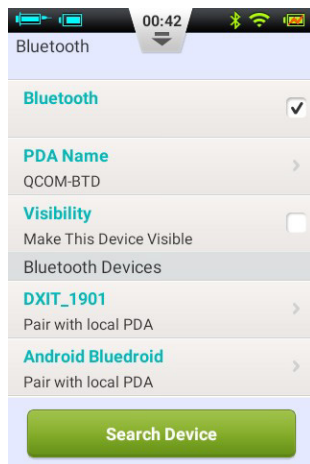 00:42
Bluetooth
Bluetooth
PDA Name
QCOM-BTD
Visibility
Make This Device Visible
Bluetooth Devices
DXIT_1901
Pair with local PDA
Android Bluedroid
Pair with local PDA
Search Device